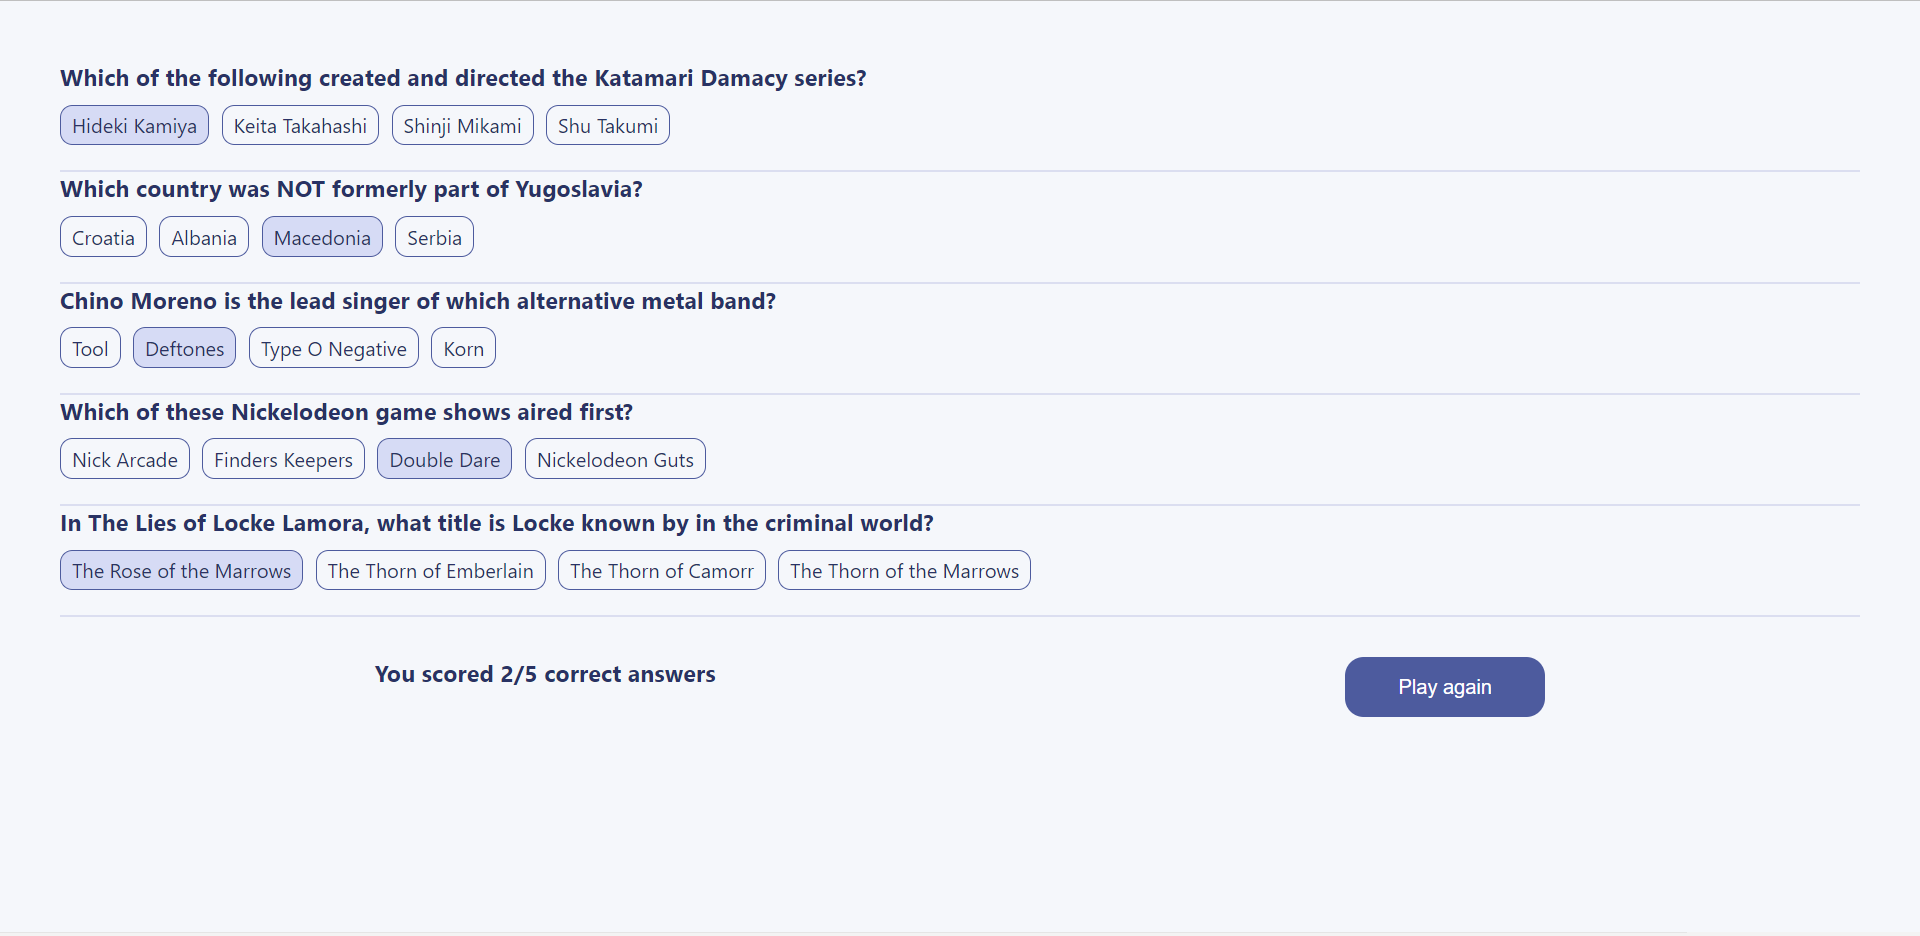 Which of the following created and directed the Katamari Damacy series?
Hideki Kamiya Keita Takahashi Shinji Mikami Shu Takumi
Which country was NOT formerly part of Yugoslavia?
Croatia Albania Macedonia Serbia
Chino Moreno is the lead singer of which alternative metal band?
Tool Deftones Type O Negative Korn
Which of these Nickelodeon game shows aired first?
Nick Arcade Finders Keepers Double Dare Nickelodeon Guts
In The Lies of Locke Lamora, what title is Locke known by in the criminal world?
The Rose of the Marrows The Thorn of Emberlain The Thorn of Camorr The Thorn of the Marrows
You scored 2/5 correct answers
Play again